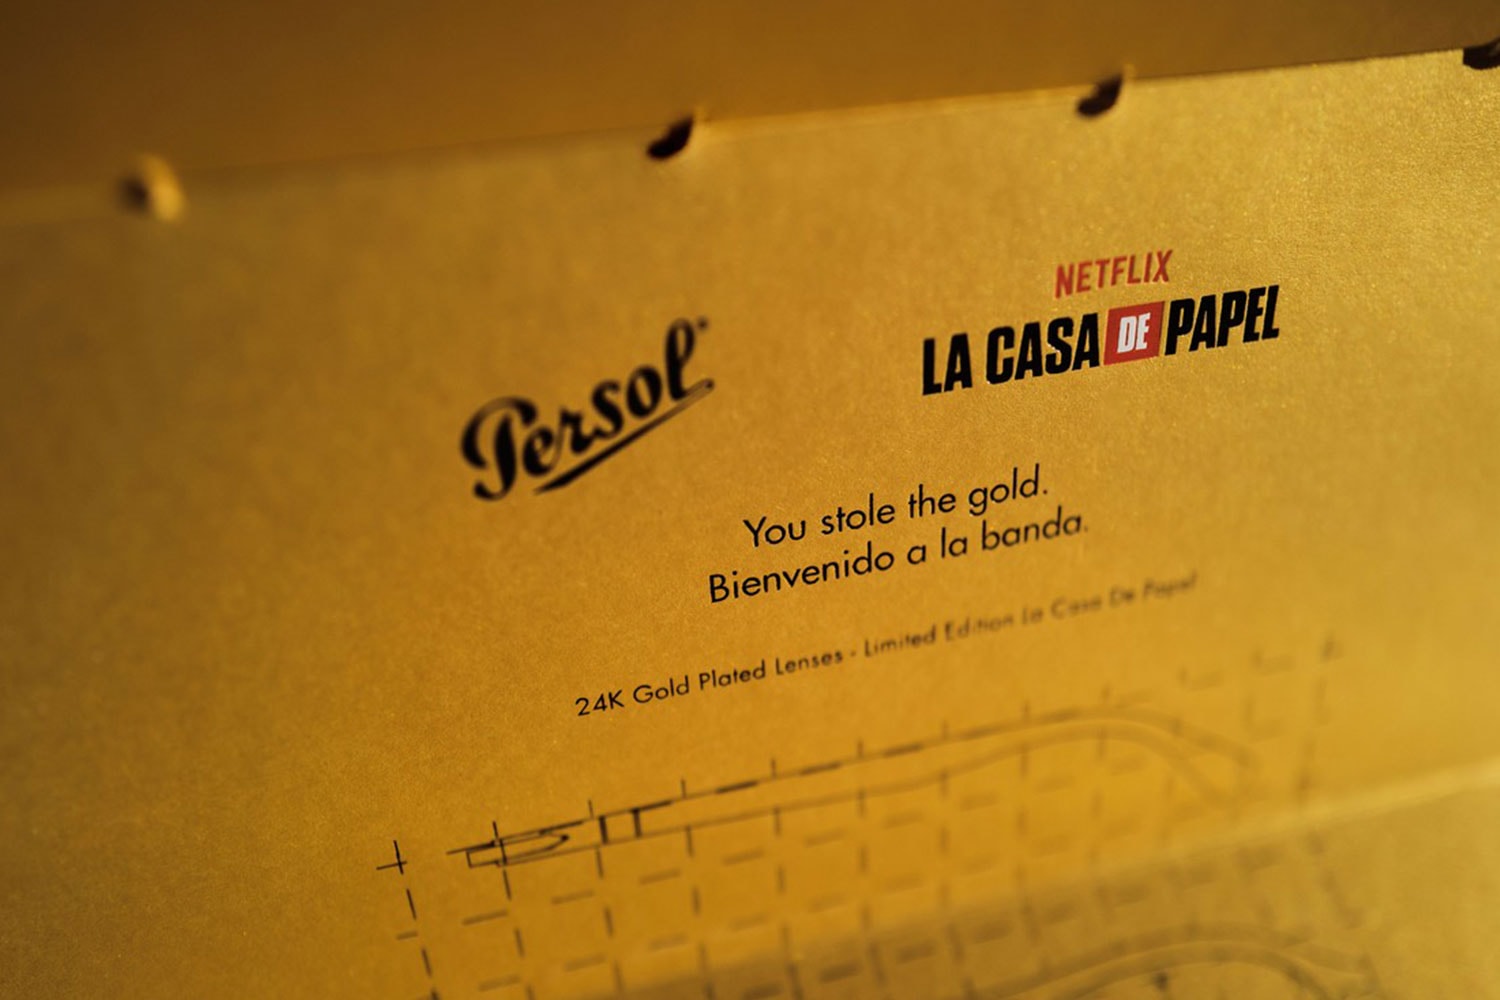 Persol
NETFLIX
LA CASA DE PAPEL
You stole the gold.
Bienvenido a la banda.
24K Gold Plated Lenses - Limited Edition La Casa De Papel